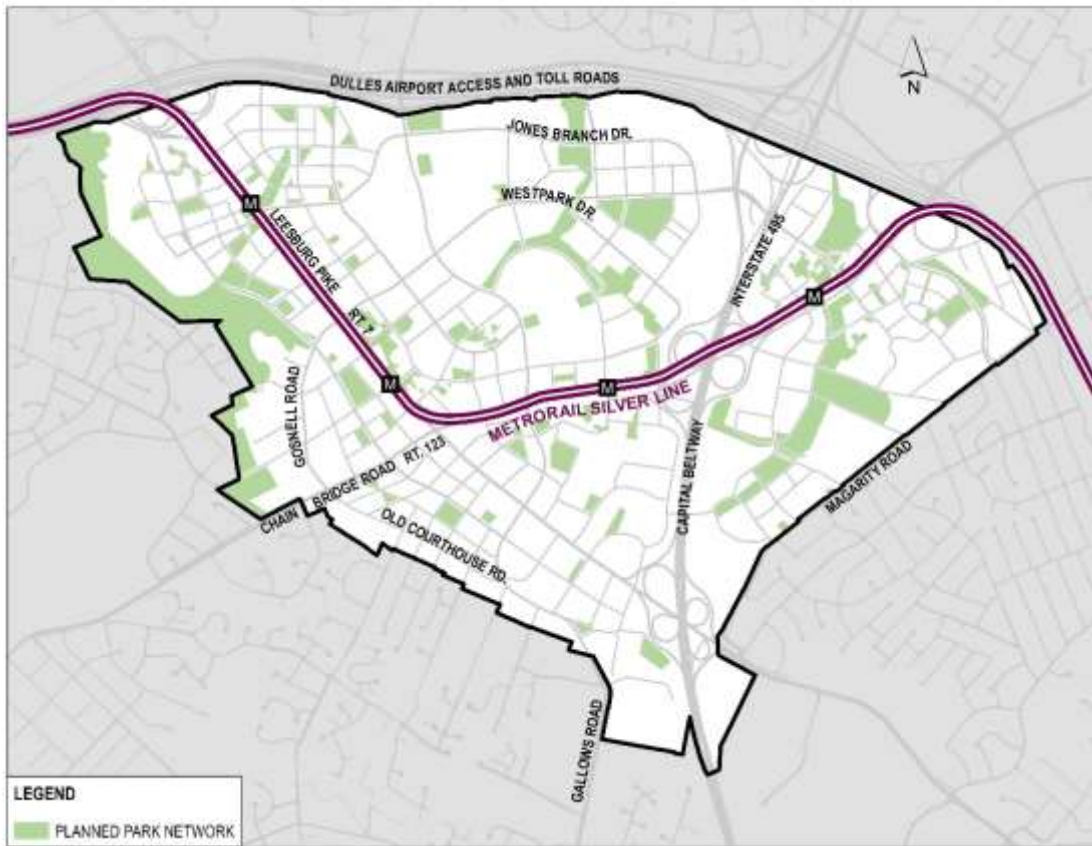 DULLES AIRPORT ACCESS AND TOLL ROADS
N
JONES BRANCH DR.
WESTPARK DR.
M
LEESBURG PIKE RT. 7
INTERSTATE 495
M
M
M
METRORAIL SILVER LINE
GOSNELL ROAD
CHAIN BRIDGE ROAD RT. 123
OLD COURTHOUSE RD.
CAPITAL BELTWAY
MAGARITY ROAD
GALLOWS ROAD
LEGEND
PLANNED PARK NETWORK